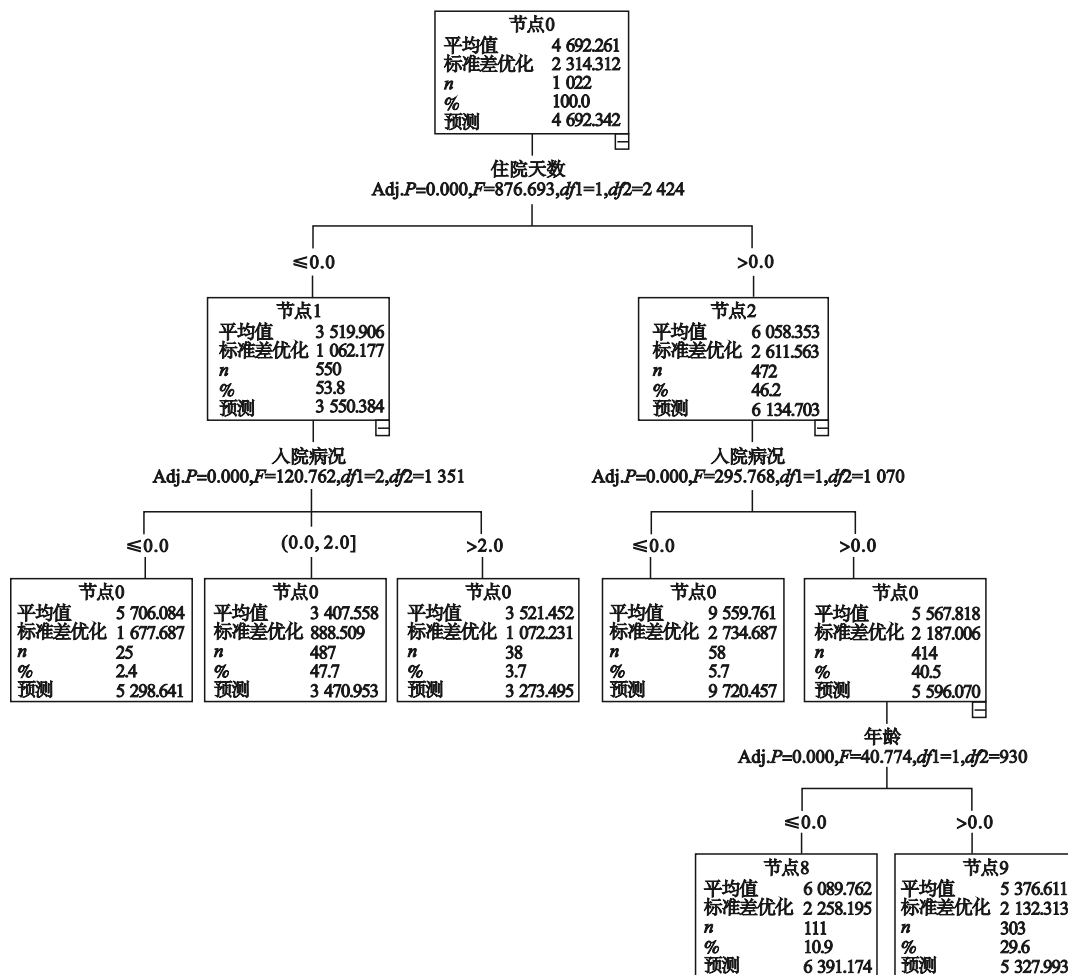 节点0
平均值 4 692.261
标准差优化 2 314.312
n 1 022
% 100.0
预测 4 692.342
住院天数
Adj.P=0.000,F=876.693,df1=1,df2=2 424
≤0.0
>0.0
节点1
平均值 3 519.906
标准差优化 1 062.177
n 550
% 53.8
预测 3 550.384
节点2
平均值 6 058.353
标准差优化 2 611.563
n 472
% 46.2
预测 6 134.703
入院病况
Adj.P=0.000,F=120.762,df1=2,df2=1 351
入院病况
Adj.P=0.000,F=295.768,df1=1,df2=1 070
≤0.0
(0.0, 2.0]
>2.0
≤0.0
>0.0
节点0
平均值 5 706.084
标准差优化 1 677.687
n 25
% 2.4
预测 5 298.641
节点0
平均值 3 407.558
标准差优化 888.509
n 487
% 47.7
预测 3 470.953
节点0
平均值 3 521.452
标准差优化 1 072.231
n 38
% 3.7
预测 3 273.495
节点0
平均值 9 559.761
标准差优化 2 734.687
n 58
% 5.7
预测 9 720.457
节点0
平均值 5 567.818
标准差优化 2 187.006
n 414
% 40.5
预测 5 596.070
年龄
Adj.P=0.000,F=40.774,df1=1,df2=930
≤0.0
>0.0
节点8
平均值 6 089.762
标准差优化 2 258.195
n 111
% 10.9
预测 6 391.174
节点9
平均值 5 376.611
标准差优化 2 132.313
n 303
% 29.6
预测 5 327.993